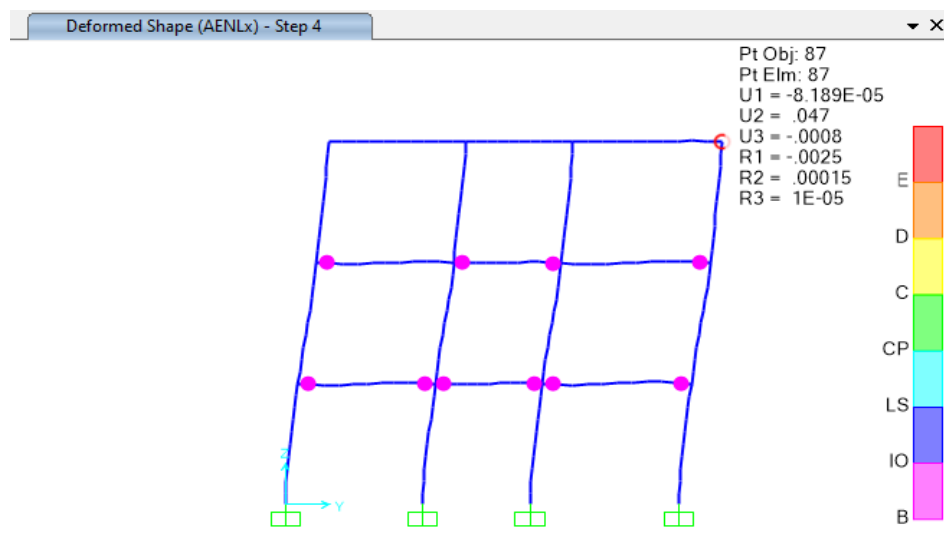 Deformed Shape (AENLx) - Step 4
Pt Obj: 87
Pt Elm: 87
U1 = -8.189E-05
U2 = .047
U3 = -.0008
R1 = -.0025
R2 = .00015
R3 = 1E-05
E
D
C
CP
LS
IO
B
Z
Y